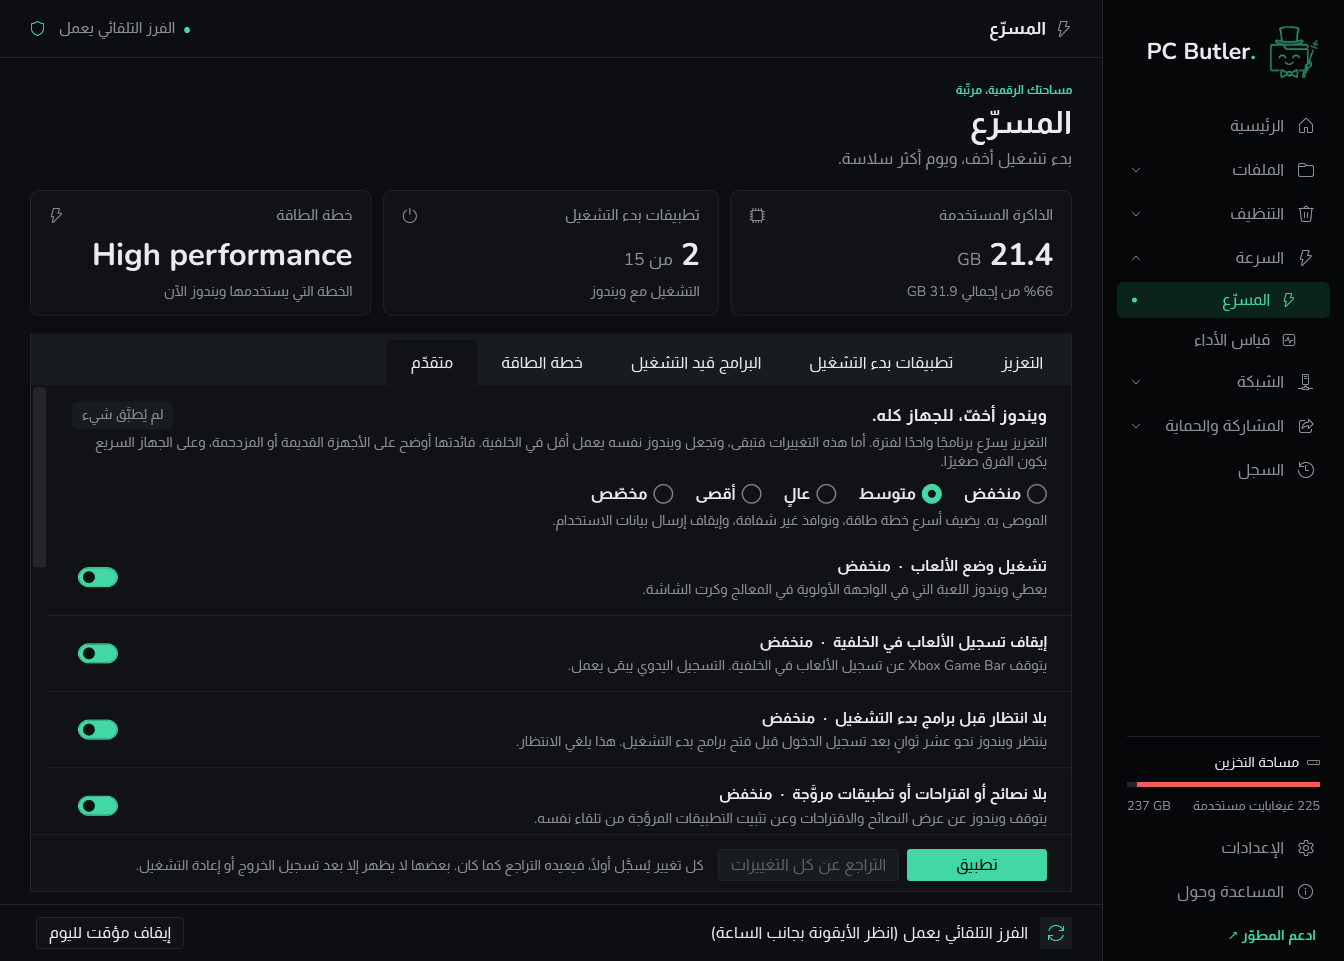 PC Butler.
الرئيسية
الملفات
التنظيف
السرعة
المسرّع
قياس الأداء
الشبكة
المشاركة والحماية
السجل
مساحة التخزين
225 غيغابايت مستخدمة
237 GB
الإعدادات
المساعدة وحول
ادعم المطوّر ↗
المسرّع
الفرز التلقائي يعمل
مساحتك الرقمية، مرتّبة
المسرّع
بدء تشغيل أخف، ويوم أكثر سلاسة.
الذاكرة المستخدمة
21.4 GB
66% من إجمالي 31.9 GB
تطبيقات بدء التشغيل
2 من 15
التشغيل مع ويندوز
خطة الطاقة
High performance
الخطة التي يستخدمها ويندوز الآن
التعزيز
تطبيقات بدء التشغيل
البرامج قيد التشغيل
خطة الطاقة
متقدّم
ويندوز أخفّ، للجهاز كله.
لم يُطبَّق شيء
التعزيز يسرّع برنامجًا واحدًا لفترة. أما هذه التغييرات فتبقى، وتجعل ويندوز نفسه يعمل أقل في الخلفية. فائدتها أوضح على الأجهزة القديمة أو المزدحمة، وعلى الجهاز السريع
يكون الفرق صغيرًا.
منخفض
متوسط
عالٍ
أقصى
مخصّص
الموصى به. يضيف أسرع خطة طاقة، ونوافذ غير شفافة، وإيقاف إرسال بيانات الاستخدام.
تشغيل وضع الألعاب · منخفض
يعطي ويندوز اللعبة التي في الواجهة الأولوية في المعالج وكرت الشاشة.
إيقاف تسجيل الألعاب في الخلفية · منخفض
يتوقف Xbox Game Bar عن تسجيل الألعاب في الخلفية. التسجيل اليدوي يبقى يعمل.
بلا انتظار قبل برامج بدء التشغيل · منخفض
ينتظر ويندوز نحو عشر ثوانٍ بعد تسجيل الدخول قبل فتح برامج بدء التشغيل. هذا يلغي الانتظار.
بلا نصائح أو اقتراحات أو تطبيقات مروَّجة · منخفض
يتوقف ويندوز عن عرض النصائح والاقتراحات وعن تثبيت التطبيقات المروَّجة من تلقاء نفسه.
تطبيق
التراجع عن كل التغييرات
كل تغيير يُسجَّل أولًا، فيعيده التراجع كما كان. بعضها لا يظهر إلا بعد تسجيل الخروج أو إعادة التشغيل.
الفرز التلقائي يعمل (انظر الأيقونة بجانب الساعة)
إيقاف مؤقت لليوم